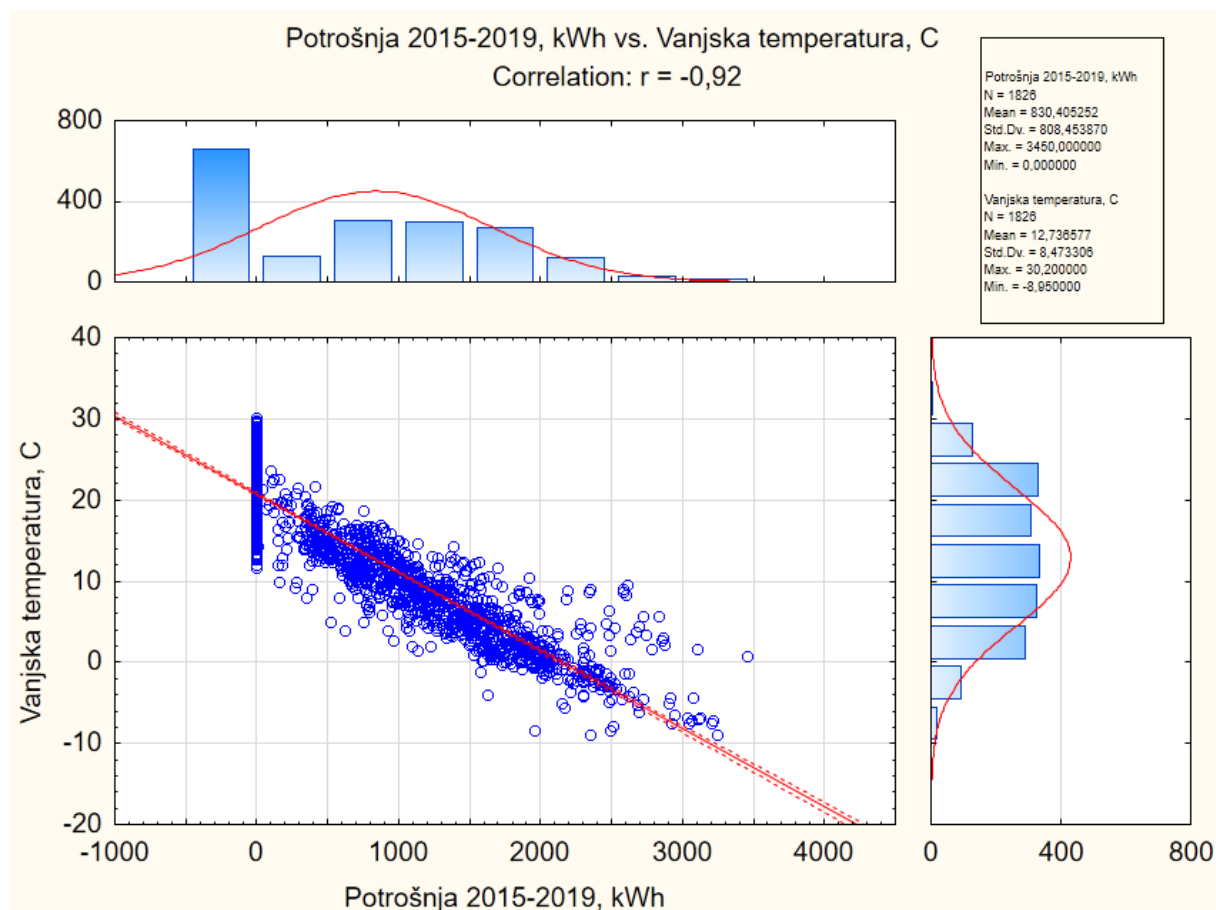 Potrošnja 2015-2019, kWh vs. Vanjska temperatura, C
Correlation: r = -0,92
Potrošnja 2015-2019, kWh
N = 1826
Mean = 830,405252
Std.Dv. = 808,453870
Max. = 3450,000000
Min. = 0,000000
Vanjska temperatura, C
N = 1826
Mean = 12,736577
Std.Dv. = 8,473306
Max. = 30,200000
Min. = -8,950000
800
400
0
40
30
20
10
0
-10
-20
Vanjska temperatura, C
-1000 0 1000 2000 3000 4000
0 400 800
Potrošnja 2015-2019, kWh